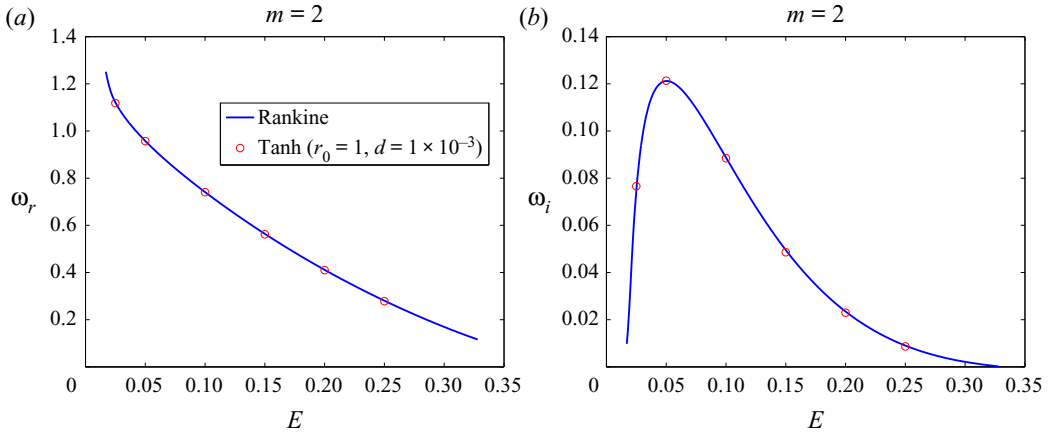 (a) m = 2
1.4
1.2
1.0
0.8
0.6
0.4
0.2
0 0.05 0.10 0.15 0.20 0.25 0.30 0.35
ωr
E
Rankine
Tanh (r0 = 1, d = 1 × 10–3)
(b) m = 2
0.14
0.12
0.10
0.08
0.06
0.04
0.02
0 0.05 0.10 0.15 0.20 0.25 0.30 0.35
ωi
E